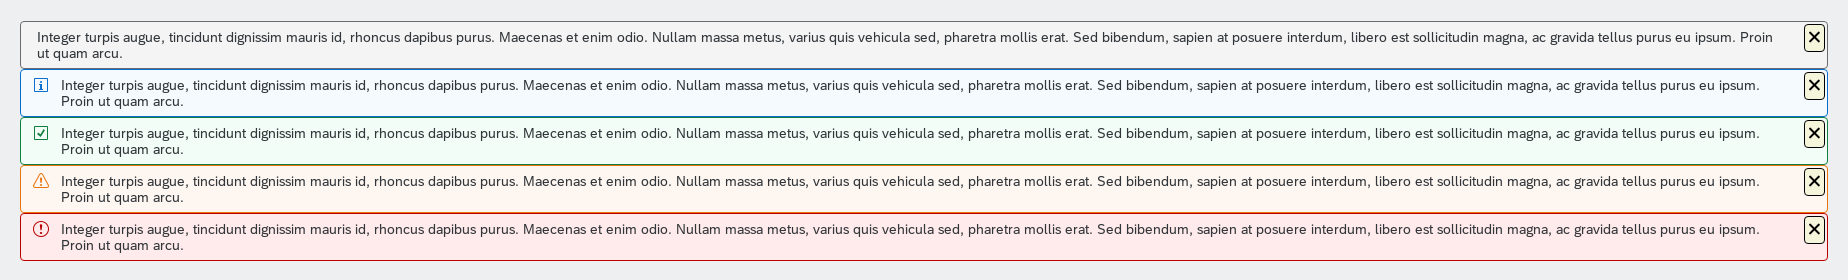 Integer turpis augue, tincidunt dignissim mauris id, rhoncus dapibus purus. Maecenas et enim odio. Nullam massa metus, varius quis vehicula sed, pharetra mollis erat. Sed bibendum, sapien at posuere interdum, libero est sollicitudin magna, ac gravida tellus purus eu ipsum. Proin
ut quam arcu.
Integer turpis augue, tincidunt dignissim mauris id, rhoncus dapibus purus. Maecenas et enim odio. Nullam massa metus, varius quis vehicula sed, pharetra mollis erat. Sed bibendum, sapien at posuere interdum, libero est sollicitudin magna, ac gravida tellus purus eu ipsum.
Proin ut quam arcu.
Integer turpis augue, tincidunt dignissim mauris id, rhoncus dapibus purus. Maecenas et enim odio. Nullam massa metus, varius quis vehicula sed, pharetra mollis erat. Sed bibendum, sapien at posuere interdum, libero est sollicitudin magna, ac gravida tellus purus eu ipsum.
Proin ut quam arcu.
Integer turpis augue, tincidunt dignissim mauris id, rhoncus dapibus purus. Maecenas et enim odio. Nullam massa metus, varius quis vehicula sed, pharetra mollis erat. Sed bibendum, sapien at posuere interdum, libero est sollicitudin magna, ac gravida tellus purus eu ipsum.
Proin ut quam arcu.
Integer turpis augue, tincidunt dignissim mauris id, rhoncus dapibus purus. Maecenas et enim odio. Nullam massa metus, varius quis vehicula sed, pharetra mollis erat. Sed bibendum, sapien at posuere interdum, libero est sollicitudin magna, ac gravida tellus purus eu ipsum.
Proin ut quam arcu.